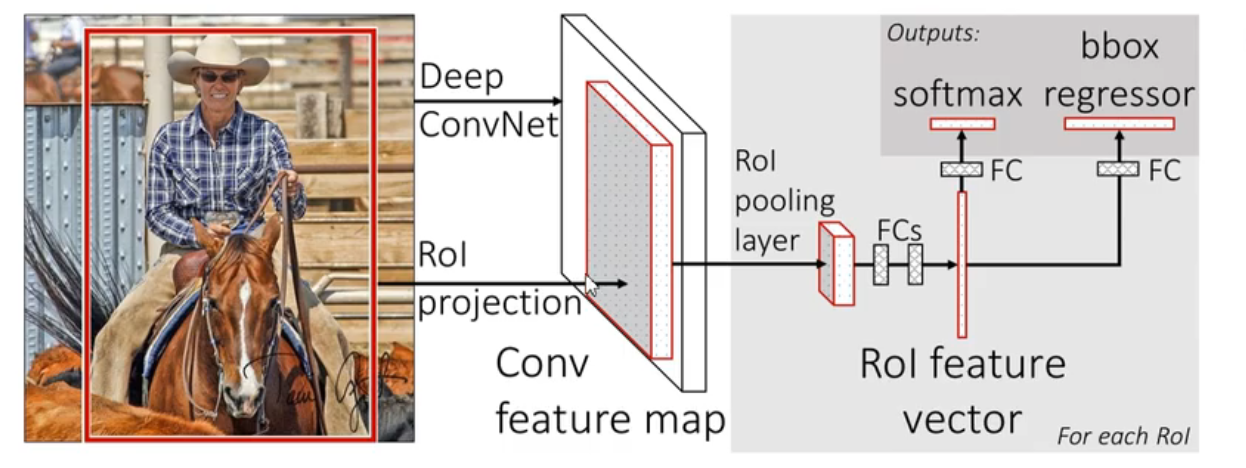 Deep
ConvNet
RoI
projection
Conv
feature map
RoI
pooling
layer
FCs
Outputs:
softmax
bbox
regressor
FC
FC
RoI feature
vector
For each RoI